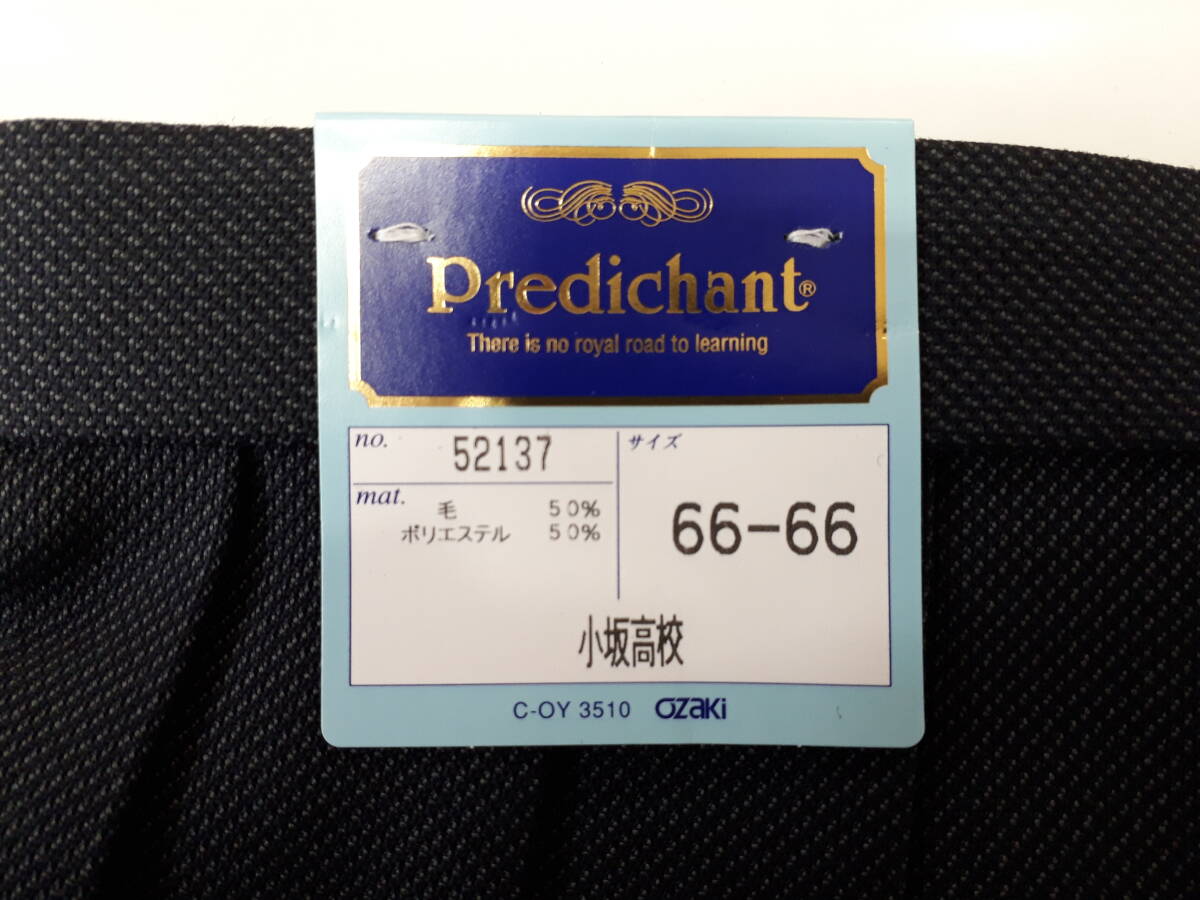 Predichant®
There is no royal road to learning
no. 52137
サイズ
mat. 毛 50%
ポリエステル 50%
66-66
小坂高校
C-OY 3510 OZaKi